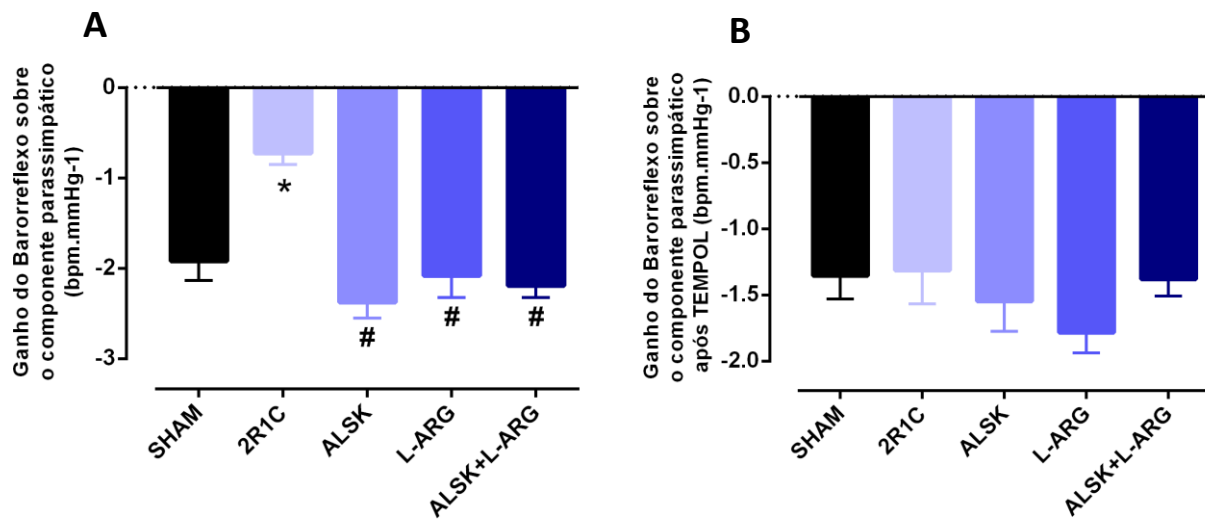 A
Ganho do Barorreflexo sobre
o componente parassimpático
(bpm.mmHg-1)
0
-1
-2
-3
*
#
#
#
SHAM
2R1C
ALSK
L-ARG
ALSK+L-ARG
B
Ganho do Barorreflexo sobre
o componente parassimpático
após TEMPOL (bpm.mmHg-1)
0.0
-0.5
-1.0
-1.5
-2.0
SHAM
2R1C
ALSK
L-ARG
ALSK+L-ARG